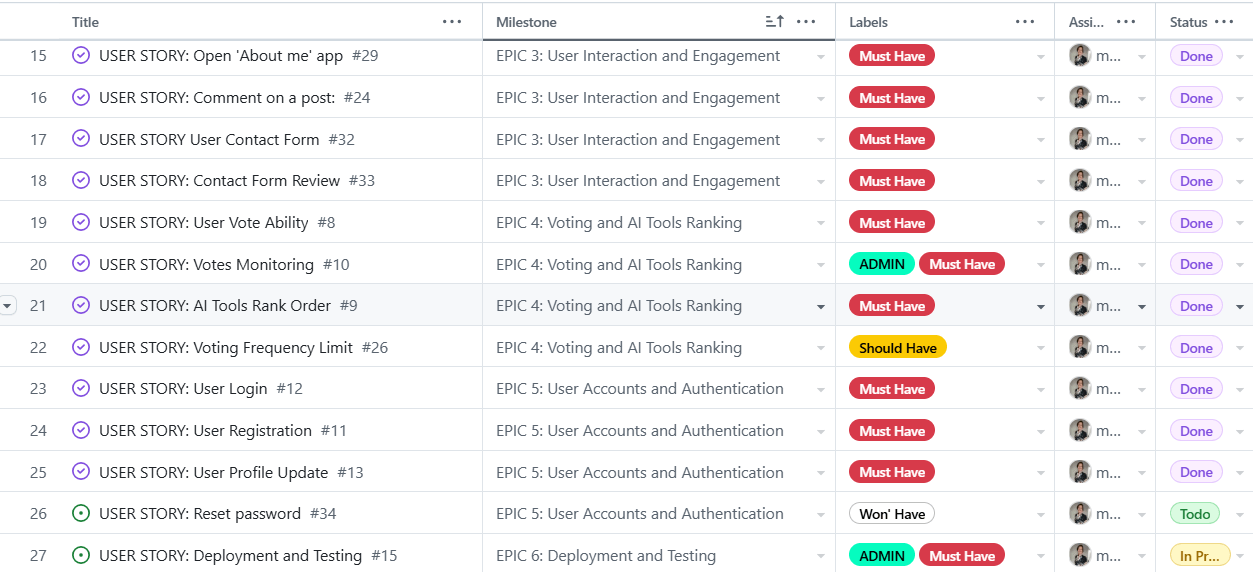 Title ... Milestone ... Labels ... Assi... ... Status ...
15 USER STORY: Open 'About me' app #29 EPIC 3: User Interaction and Engagement Must Have m... Done
16 USER STORY: Comment on a post: #24 EPIC 3: User Interaction and Engagement Must Have m... Done
17 USER STORY User Contact Form #32 EPIC 3: User Interaction and Engagement Must Have m... Done
18 USER STORY: Contact Form Review #33 EPIC 3: User Interaction and Engagement Must Have m... Done
19 USER STORY: User Vote Ability #8 EPIC 4: Voting and AI Tools Ranking Must Have m... Done
20 USER STORY: Votes Monitoring #10 EPIC 4: Voting and AI Tools Ranking ADMIN Must Have m... Done
21 USER STORY: AI Tools Rank Order #9 EPIC 4: Voting and AI Tools Ranking Must Have m... Done
22 USER STORY: Voting Frequency Limit #26 EPIC 4: Voting and AI Tools Ranking Should Have m... Done
23 USER STORY: User Login #12 EPIC 5: User Accounts and Authentication Must Have m... Done
24 USER STORY: User Registration #11 EPIC 5: User Accounts and Authentication Must Have m... Done
25 USER STORY: User Profile Update #13 EPIC 5: User Accounts and Authentication Must Have m... Done
26 USER STORY: Reset password #34 EPIC 5: User Accounts and Authentication Won' Have m... Todo
27 USER STORY: Deployment and Testing #15 EPIC 6: Deployment and Testing ADMIN Must Have m... In Pr...